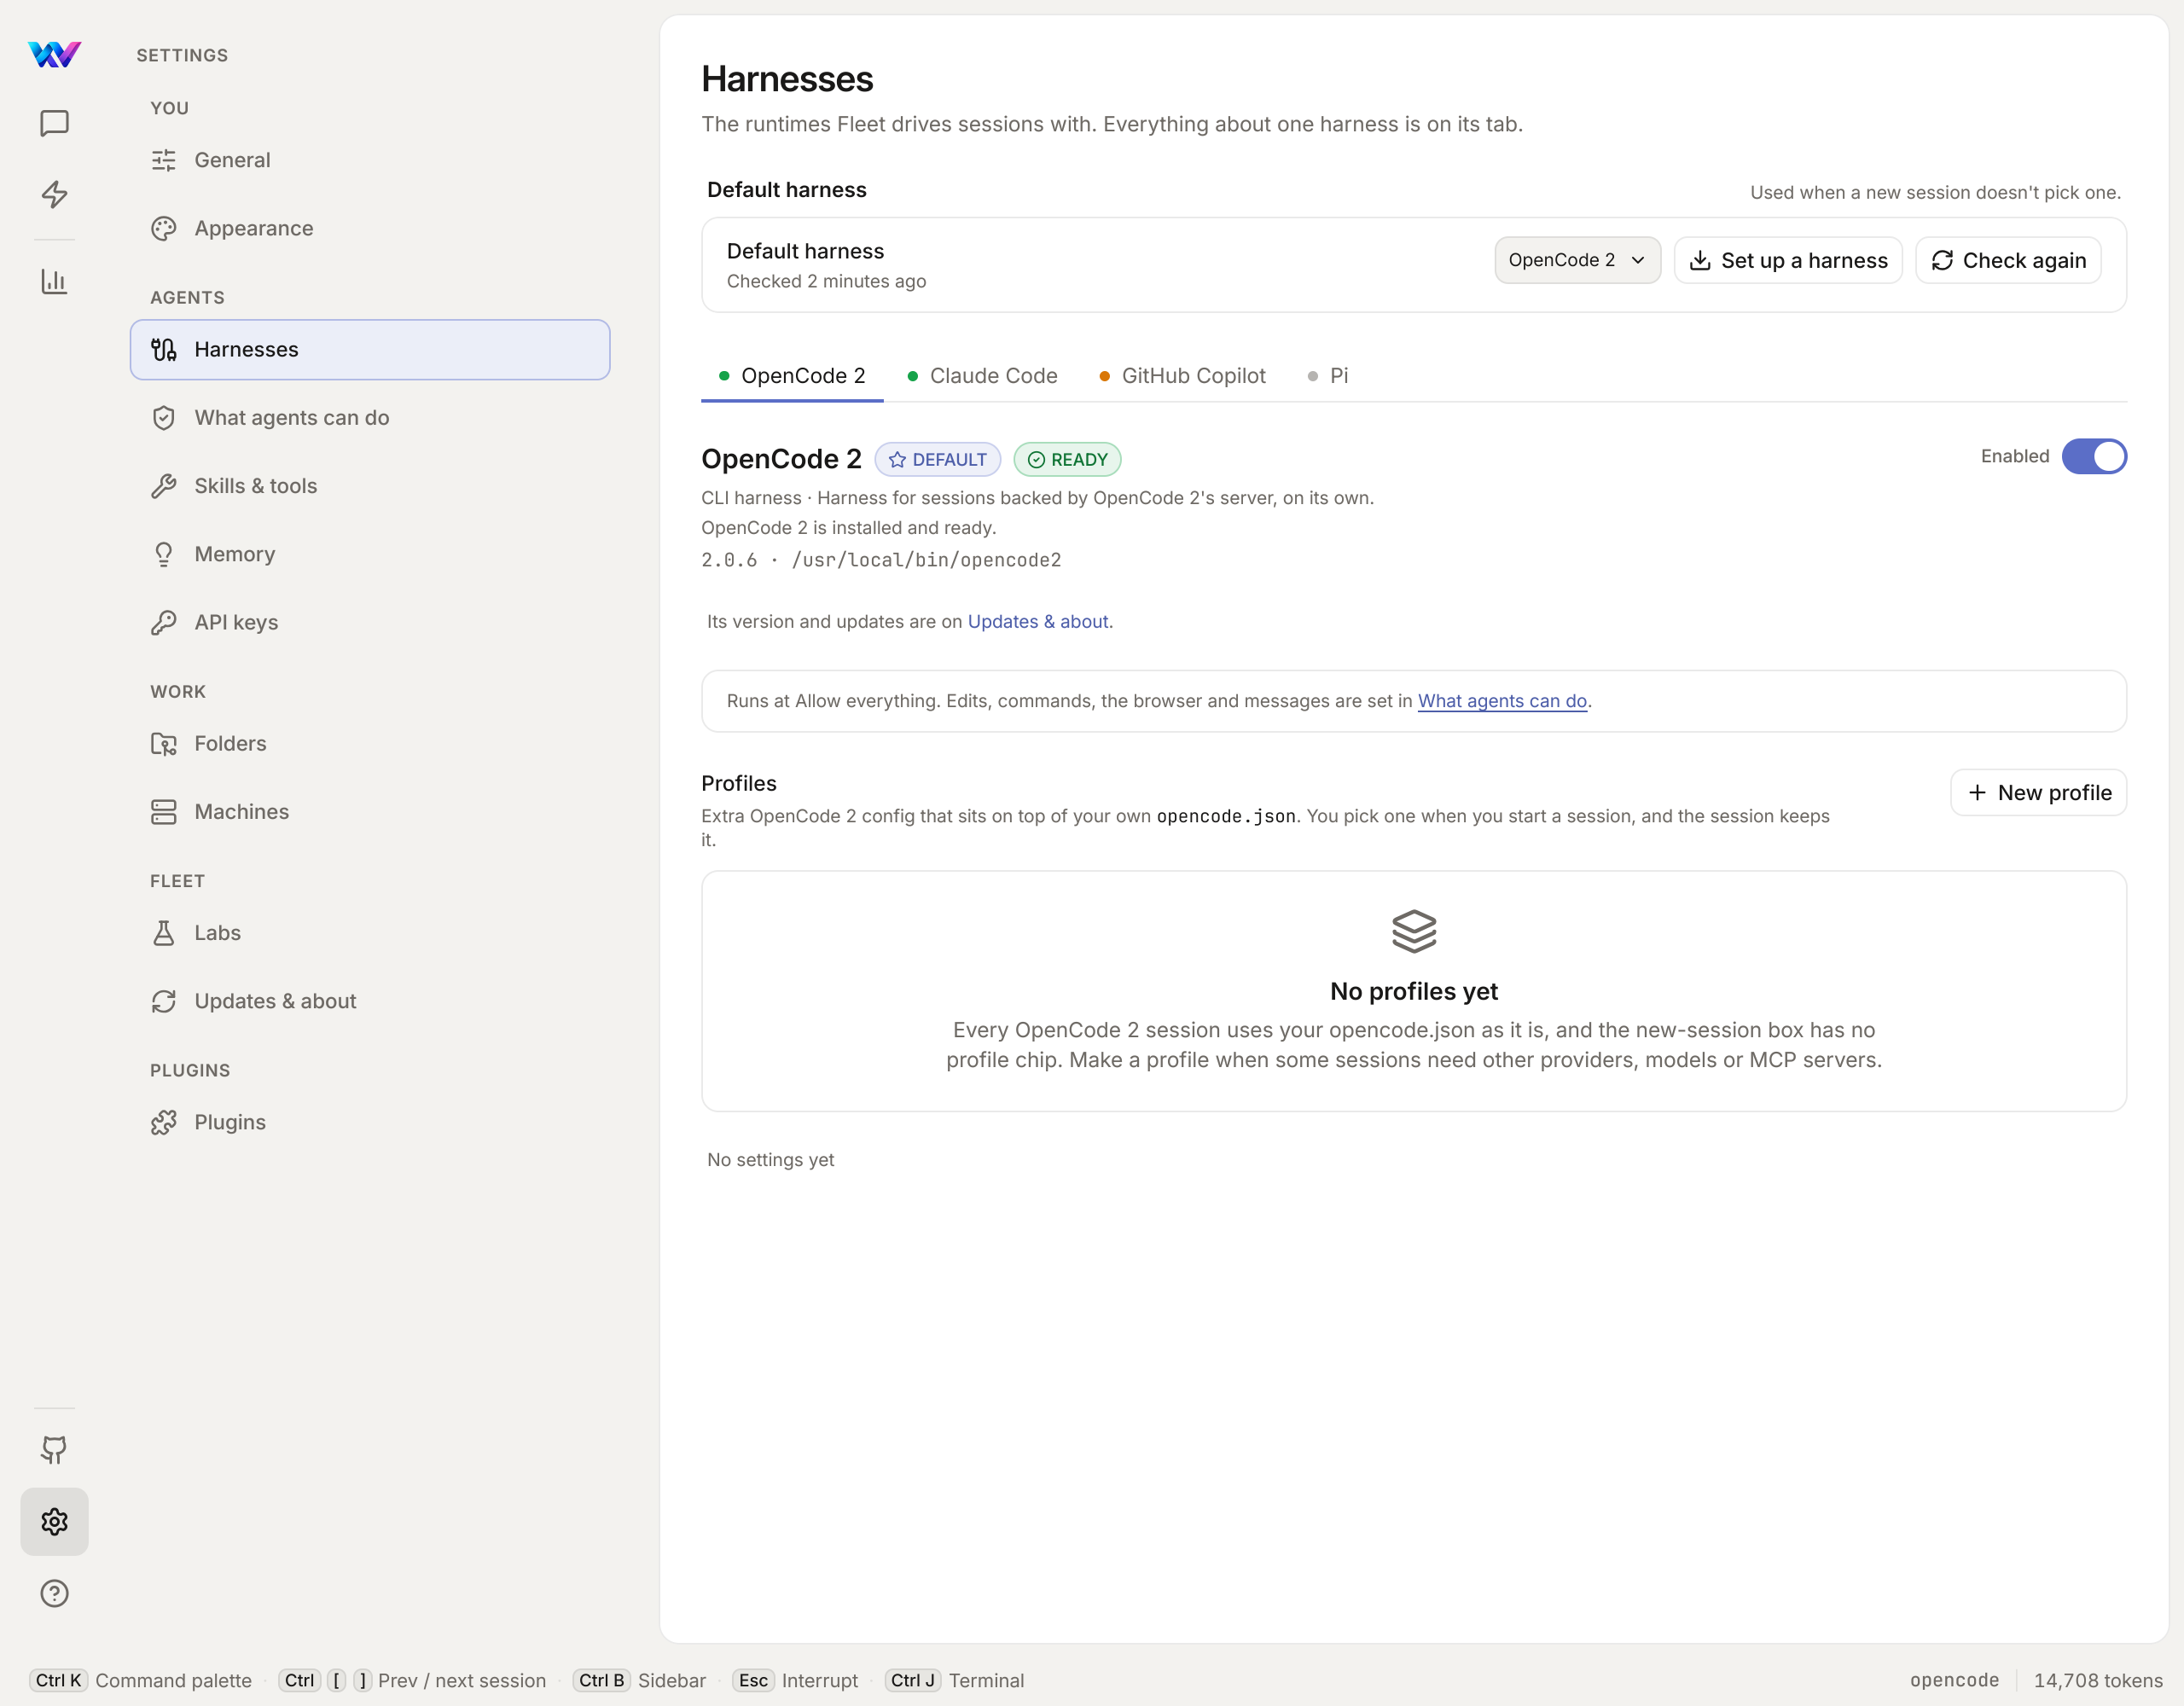 SETTINGS
YOU
General
Appearance
AGENTS
Harnesses
What agents can do
Skills & tools
Memory
API keys
WORK
Folders
Machines
FLEET
Labs
Updates & about
PLUGINS
Plugins
Harnesses
The runtimes Fleet drives sessions with. Everything about one harness is on its tab.
Default harness
Used when a new session doesn't pick one.
Default harness
Checked 2 minutes ago
OpenCode 2
Set up a harness
Check again
OpenCode 2
Claude Code
GitHub Copilot
Pi
OpenCode 2
DEFAULT
READY
Enabled
CLI harness · Harness for sessions backed by OpenCode 2's server, on its own.
OpenCode 2 is installed and ready.
2.0.6 · /usr/local/bin/opencode2
Its version and updates are on Updates & about.
Runs at Allow everything. Edits, commands, the browser and messages are set in What agents can do.
Profiles
New profile
Extra OpenCode 2 config that sits on top of your own opencode.json. You pick one when you start a session, and the session keeps
it.
No profiles yet
Every OpenCode 2 session uses your opencode.json as it is, and the new-session box has no
profile chip. Make a profile when some sessions need other providers, models or MCP servers.
No settings yet
Ctrl K Command palette · Ctrl [ ] Prev / next session · Ctrl B Sidebar · Esc Interrupt · Ctrl J Terminal
opencode
14,708 tokens